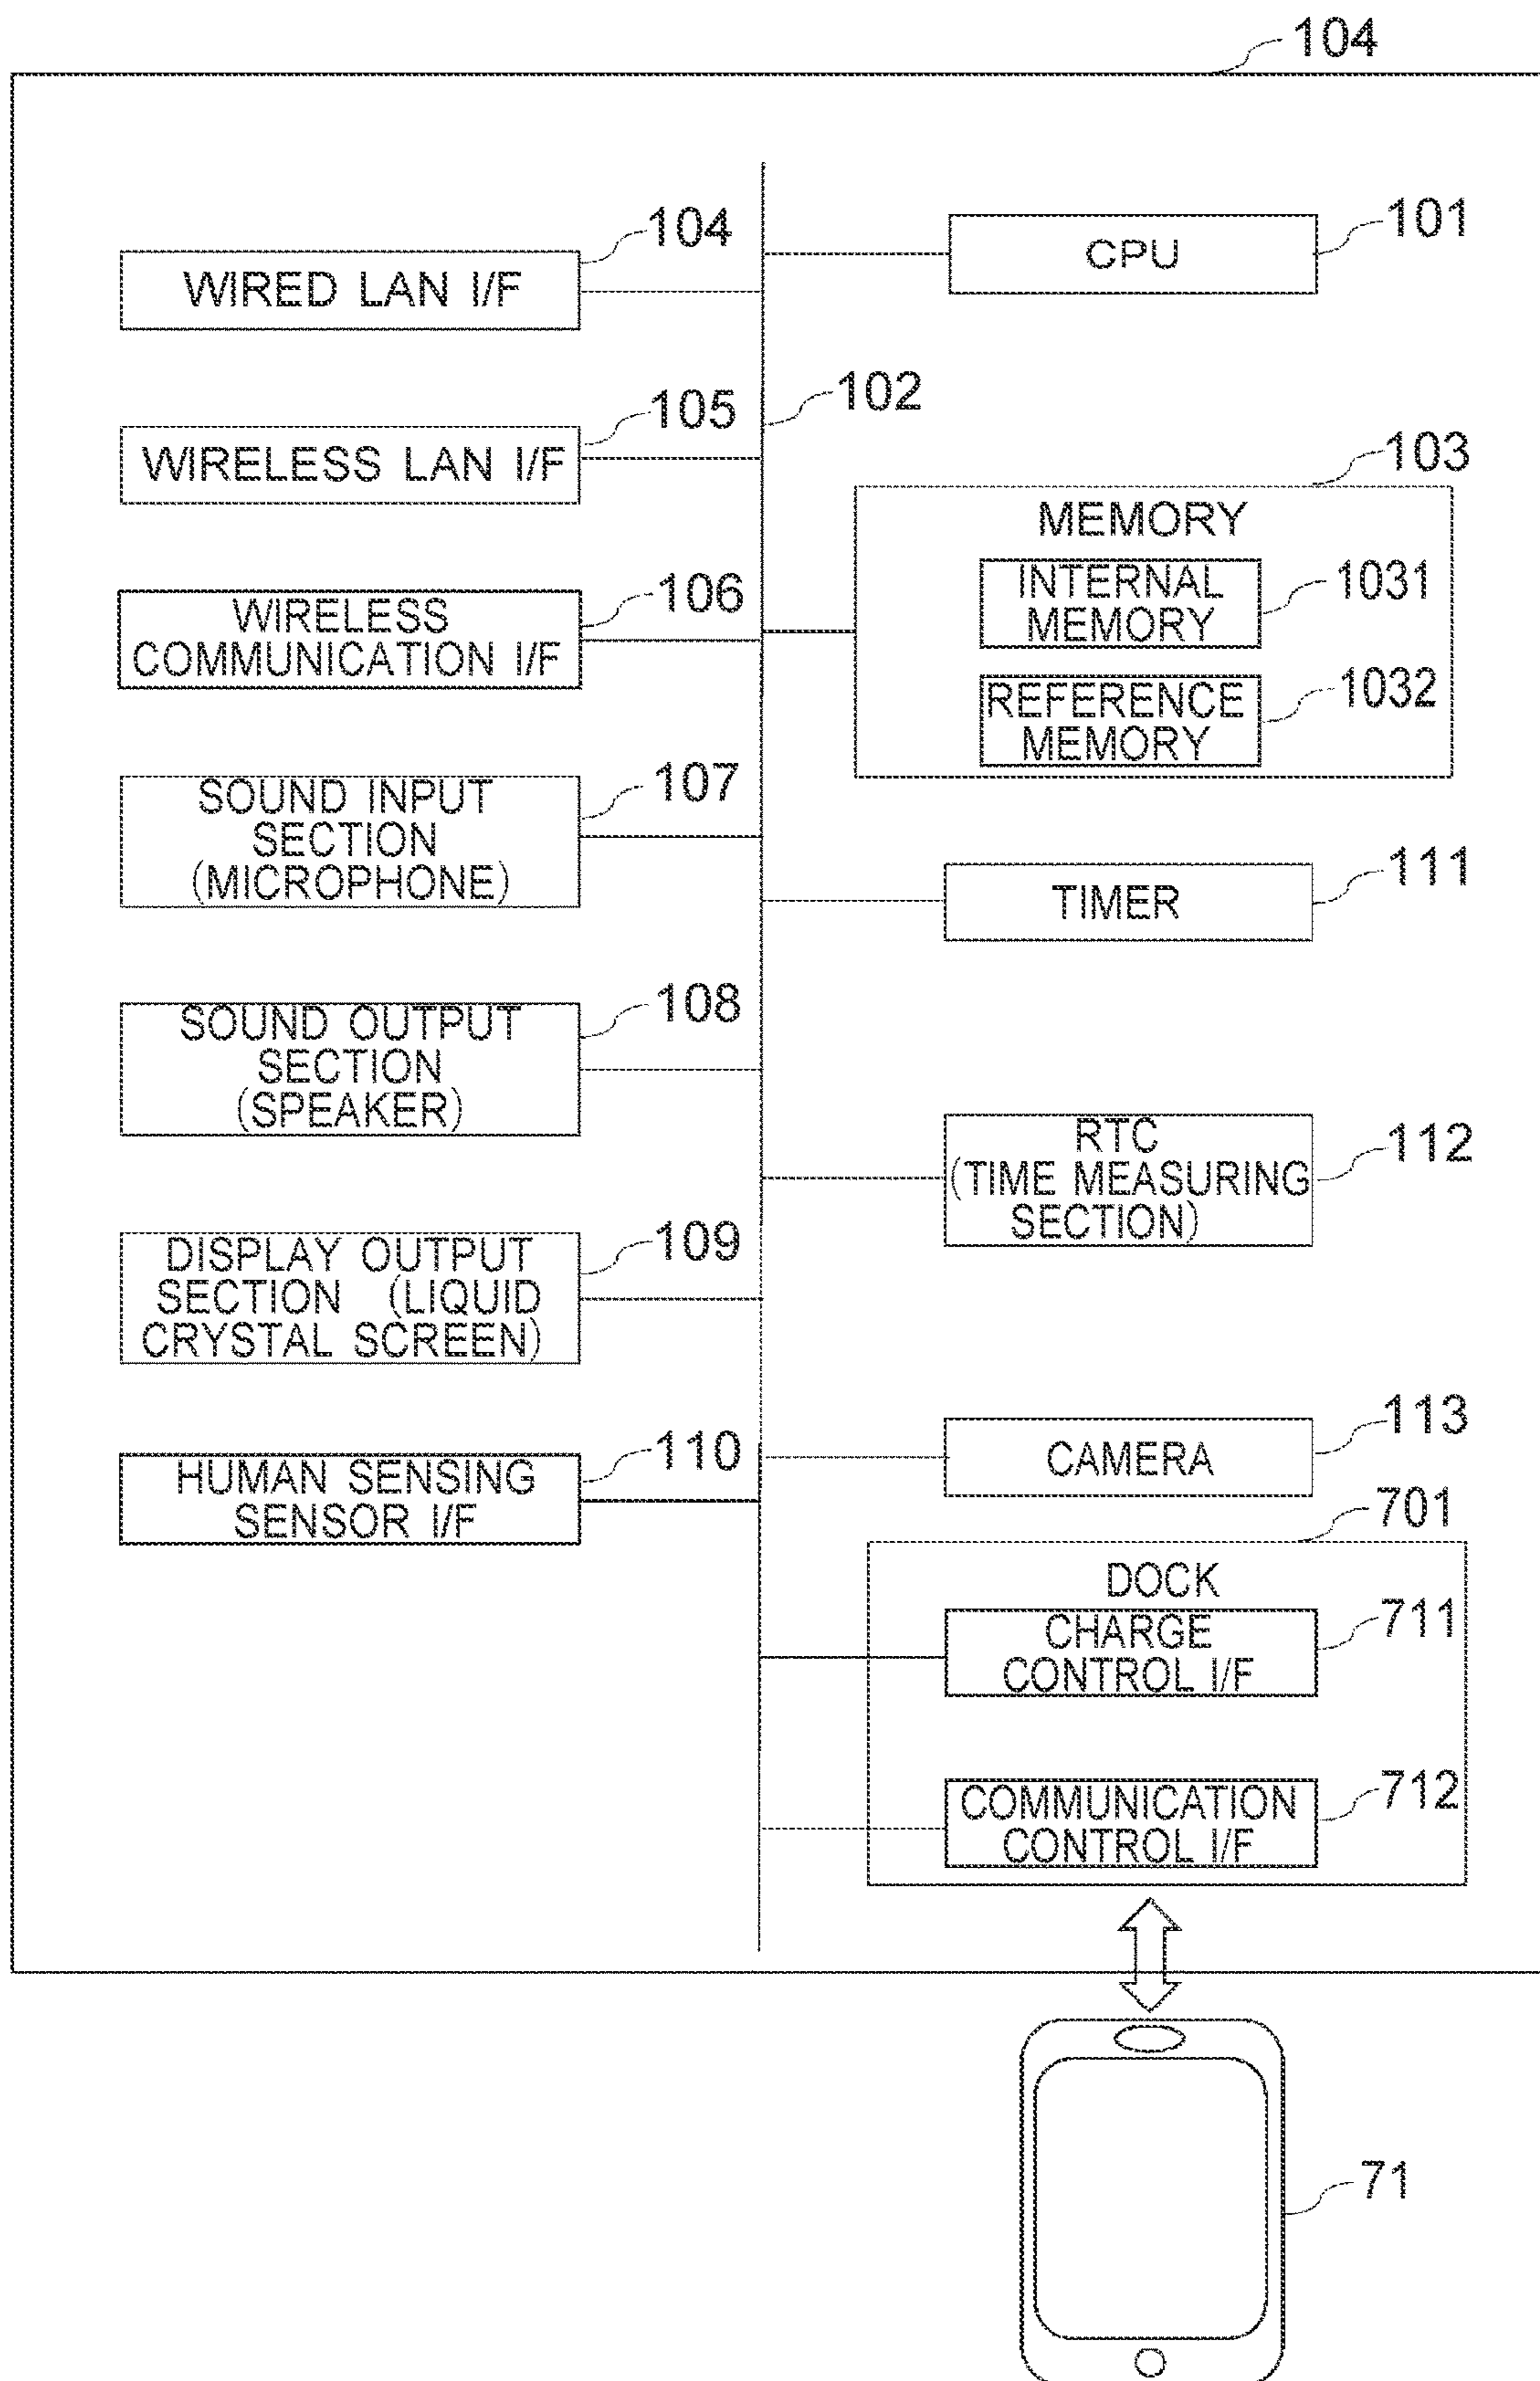 104
104
WIRED LAN I/F
101
CPU
105
WIRELESS LAN I/F
102
103
MEMORY
INTERNAL
MEMORY
1031
REFERENCE
MEMORY
1032
106
WIRELESS
COMMUNICATION I/F
107
SOUND INPUT
SECTION
(MICROPHONE)
111
TIMER
108
SOUND OUTPUT
SECTION
(SPEAKER)
112
RTC
(TIME MEASURING
SECTION)
109
DISPLAY OUTPUT
SECTION (LIQUID
CRYSTAL SCREEN)
113
CAMERA
110
HUMAN SENSING
SENSOR I/F
701
DOCK
711
CHARGE
CONTROL I/F
712
COMMUNICATION
CONTROL I/F
71